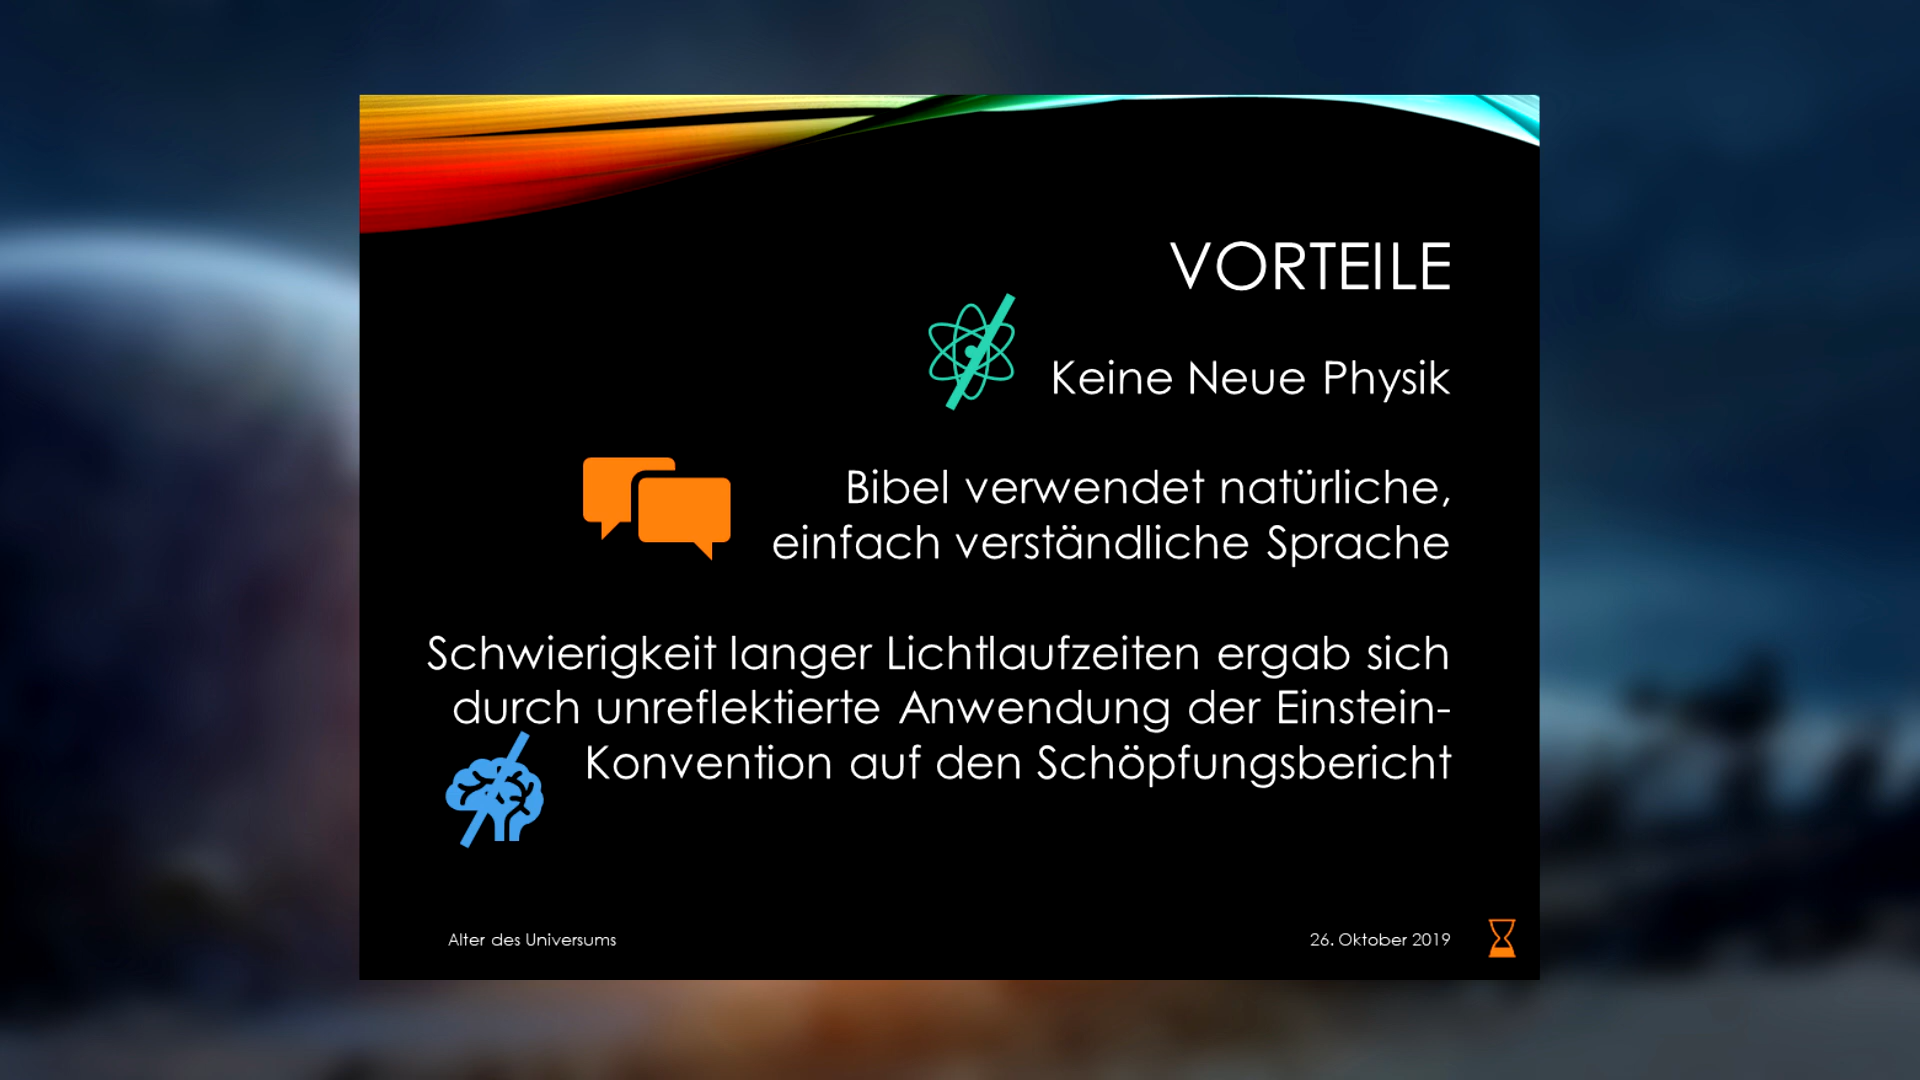 VORTEILE
Keine Neue Physik
Bibel verwendet natürliche,
einfach verständliche Sprache
Schwierigkeit langer Lichtlaufzeiten ergab sich
durch unreflektierte Anwendung der Einstein-
Konvention auf den Schöpfungsbericht
Alter des Universums
26. Oktober 2019